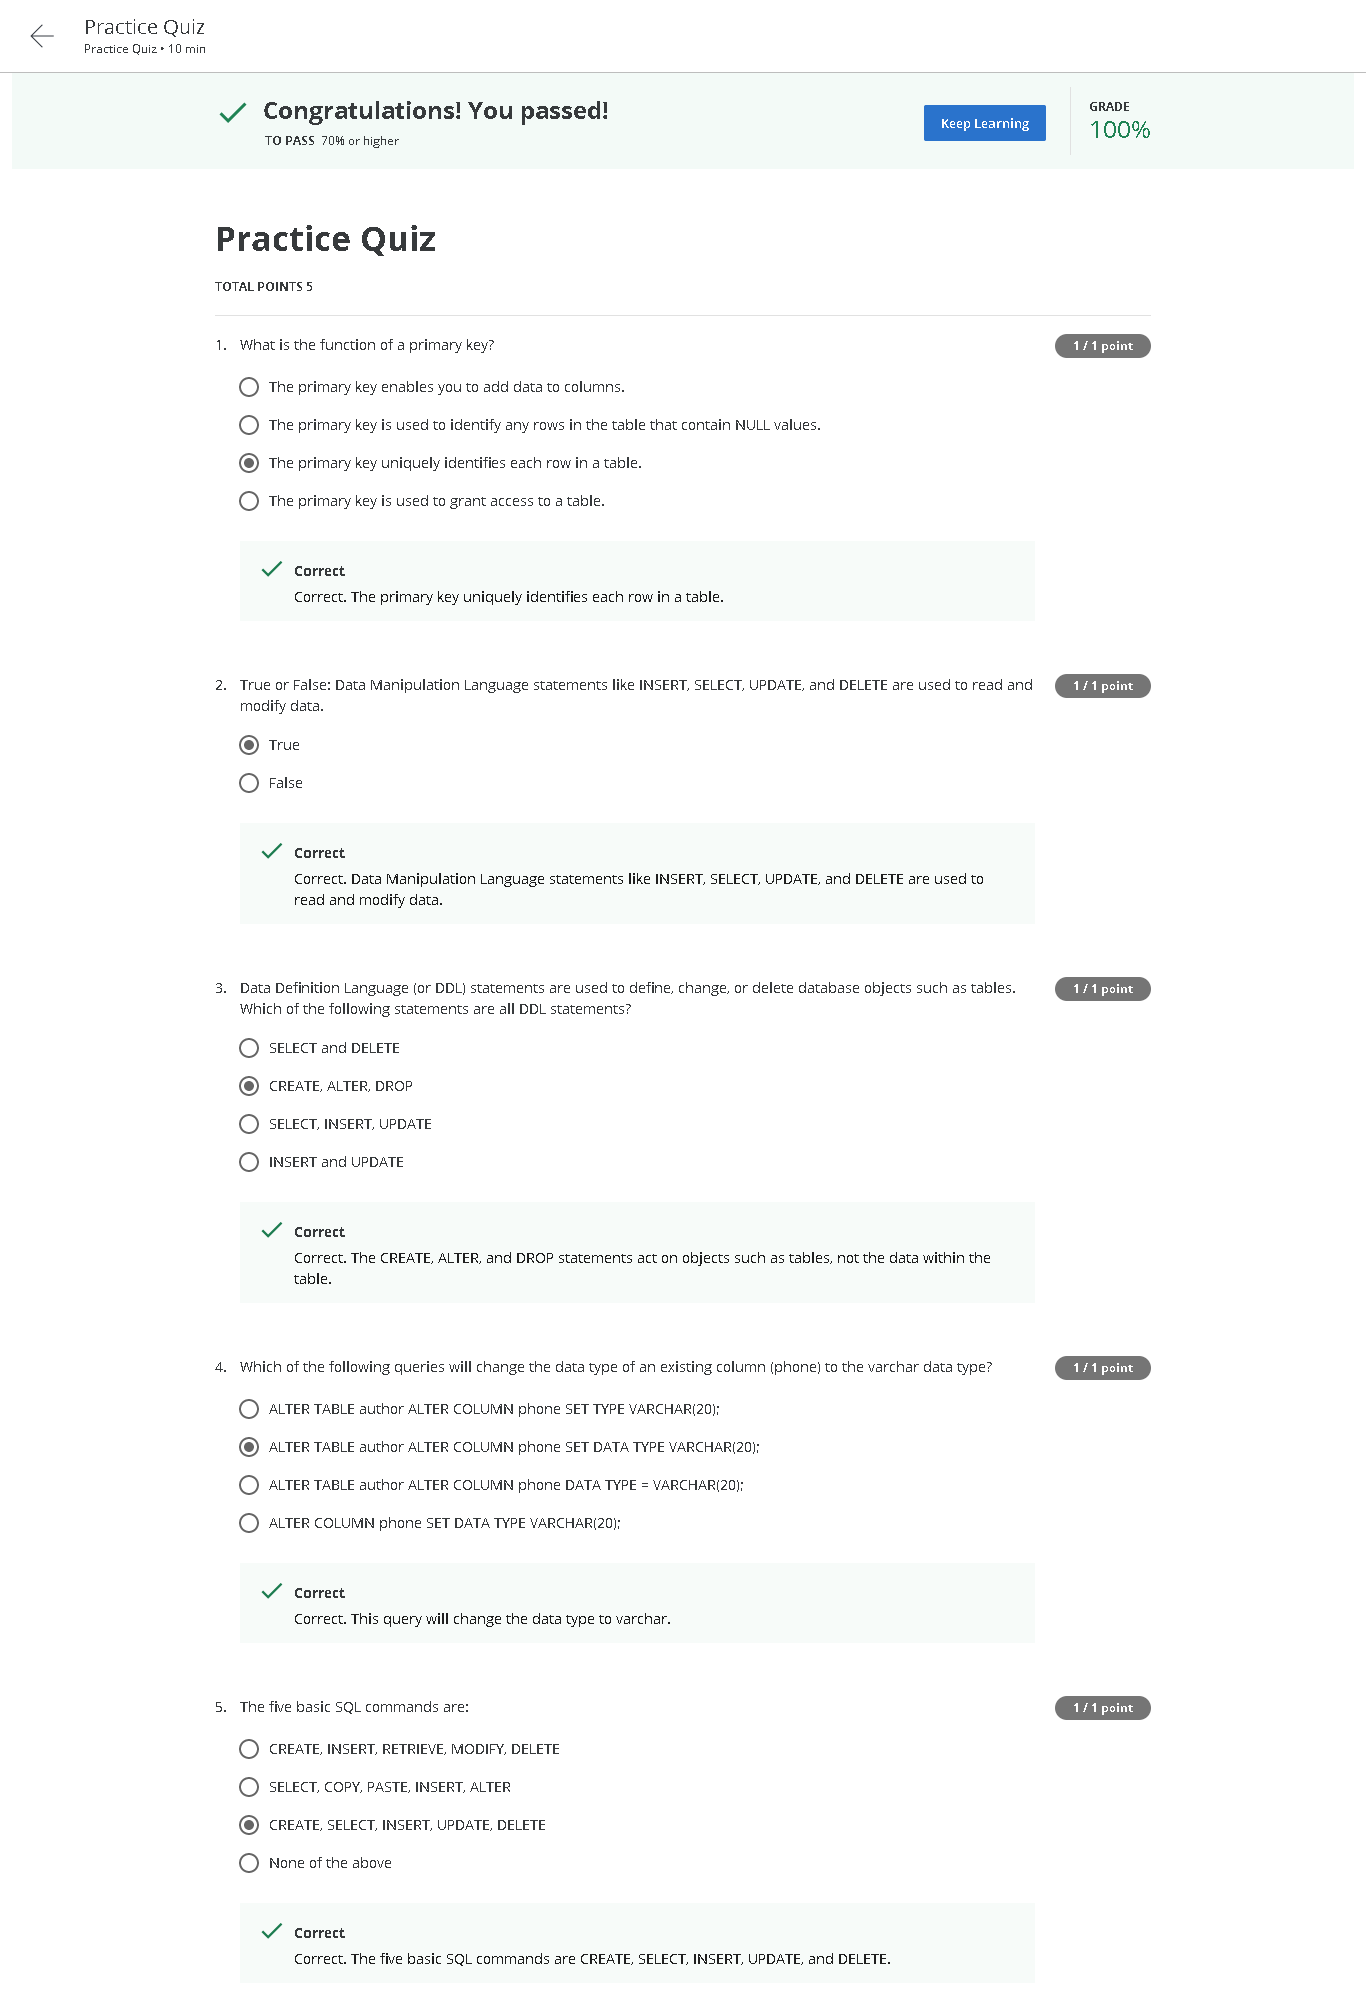 Practice Quiz
Practice Quiz • 10 min
Congratulations! You passed!
TO PASS 70% or higher
Keep Learning
GRADE
100%
Practice Quiz
TOTAL POINTS 5
1. What is the function of a primary key?
1 / 1 point
The primary key enables you to add data to columns.
The primary key is used to identify any rows in the table that contain NULL values.
The primary key uniquely identifies each row in a table.
The primary key is used to grant access to a table.
Correct
Correct. The primary key uniquely identifies each row in a table.
2. True or False: Data Manipulation Language statements like INSERT, SELECT, UPDATE, and DELETE are used to read and
modify data.
1 / 1 point
True
False
Correct
Correct. Data Manipulation Language statements like INSERT, SELECT, UPDATE, and DELETE are used to
read and modify data.
3. Data Definition Language (or DDL) statements are used to define, change, or delete database objects such as tables.
Which of the following statements are all DDL statements?
1 / 1 point
SELECT and DELETE
CREATE, ALTER, DROP
SELECT, INSERT, UPDATE
INSERT and UPDATE
Correct
Correct. The CREATE, ALTER, and DROP statements act on objects such as tables, not the data within the
table.
4. Which of the following queries will change the data type of an existing column (phone) to the varchar data type?
1 / 1 point
ALTER TABLE author ALTER COLUMN phone SET TYPE VARCHAR(20);
ALTER TABLE author ALTER COLUMN phone SET DATA TYPE VARCHAR(20);
ALTER TABLE author ALTER COLUMN phone DATA TYPE = VARCHAR(20);
ALTER COLUMN phone SET DATA TYPE VARCHAR(20);
Correct
Correct. This query will change the data type to varchar.
5. The five basic SQL commands are:
1 / 1 point
CREATE, INSERT, RETRIEVE, MODIFY, DELETE
SELECT, COPY, PASTE, INSERT, ALTER
CREATE, SELECT, INSERT, UPDATE, DELETE
None of the above
Correct
Correct. The five basic SQL commands are CREATE, SELECT, INSERT, UPDATE, and DELETE.